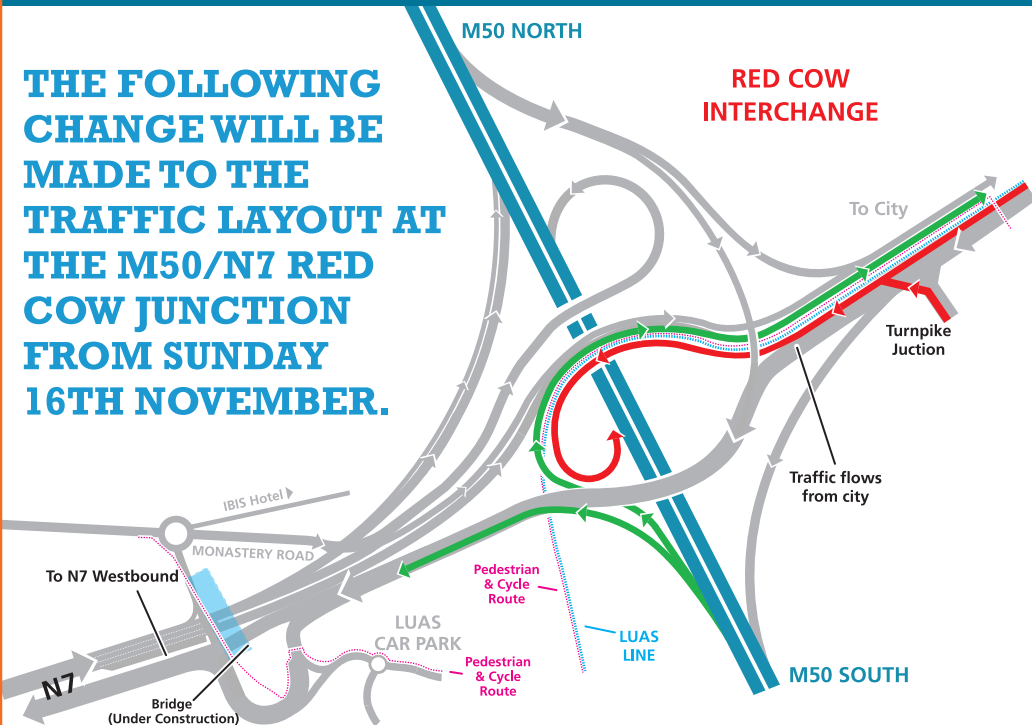 M50 NORTH
THE FOLLOWING
CHANGE WILL BE
MADE TO THE
TRAFFIC LAYOUT AT
THE M50/N7 RED
COW JUNCTION
FROM SUNDAY
16TH NOVEMBER.
RED COW
INTERCHANGE
To City
Turnpike
Juction
Traffic flows
from city
IBIS Hotel
MONASTERY ROAD
To N7 Westbound
Pedestrian
& Cycle
Route
LUAS
LINE
LUAS
CAR PARK
Pedestrian
& Cycle
Route
M50 SOUTH
N7
Bridge
(Under Construction)